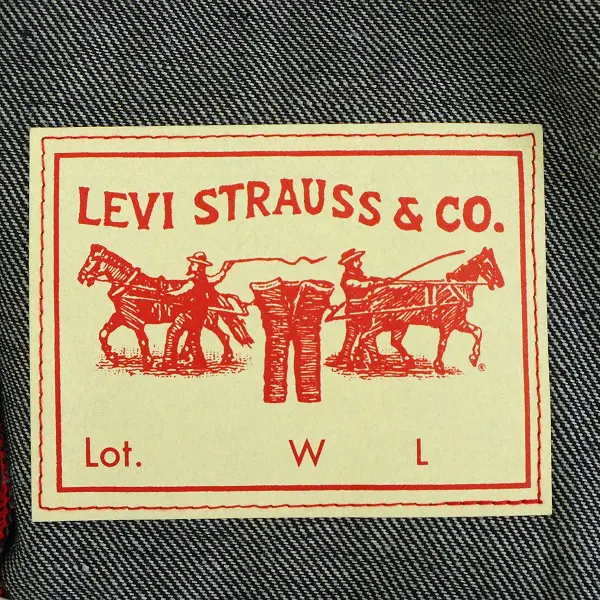 LEVI STRAUSS & CO.
®
Lot. W L